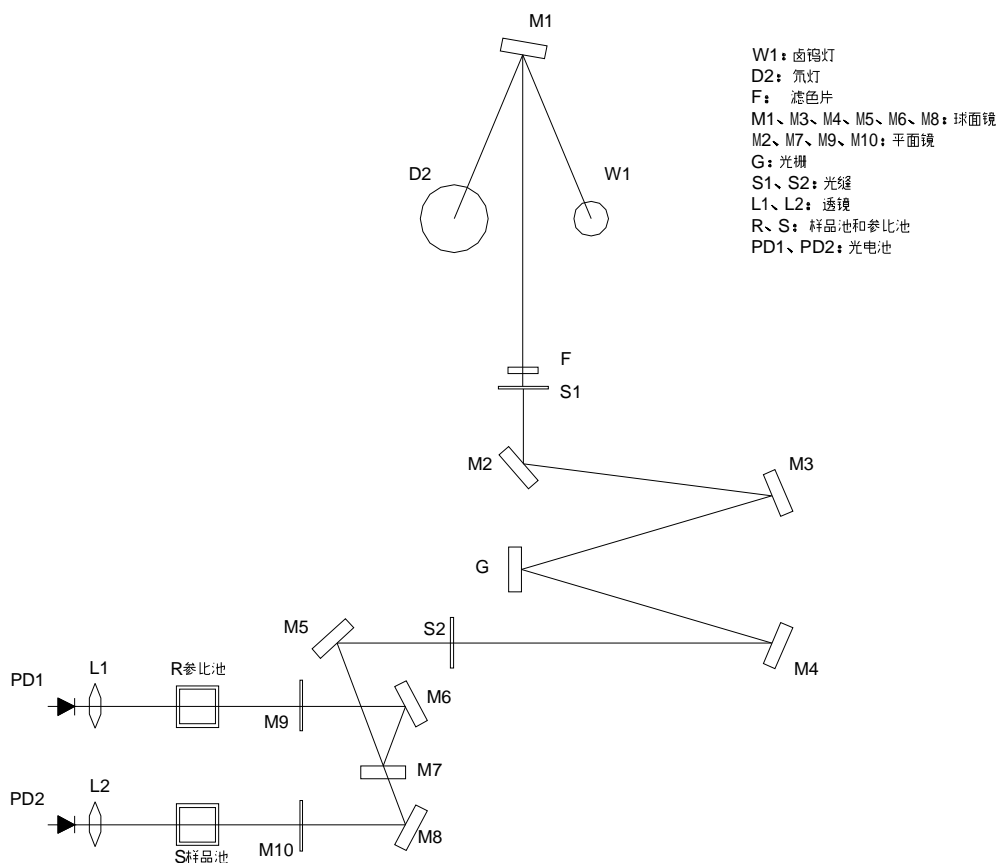 M1
W1：卤钨灯
D2：氘灯
F： 滤色片
M1、M3、M4、M5、M6、M8：球面镜
M2、M7、M9、M10：平面镜
G：光栅
S1、S2：光缝
L1、L2：透镜
R、S： 样品池和参比池
PD1、PD2：光电池
D2
W1
F
S1
M2
M3
G
M5
S2
M4
PD1
L1
R参比池
M9
M6
M7
PD2
L2
S样品池
M10
M8